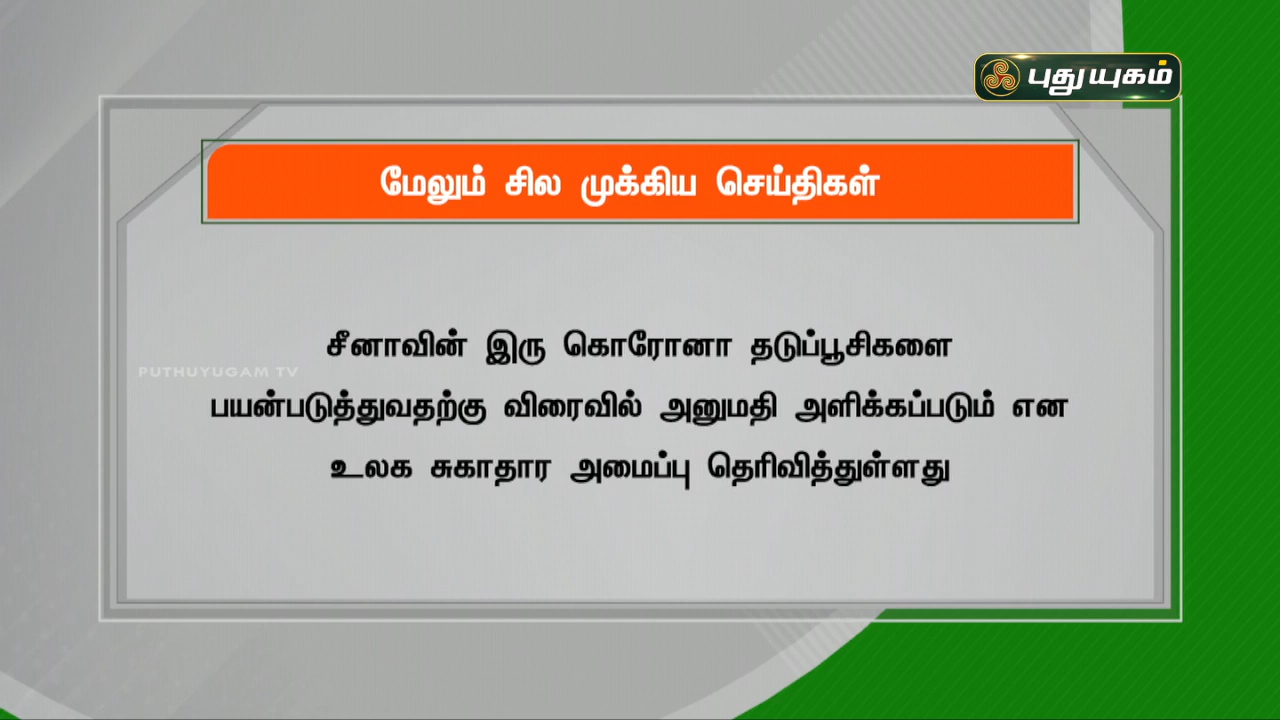 புதுயுகம்
மேலும் சில முக்கிய செய்திகள்
சீனாவின் இரு கொரோனா தடுப்பூசிகளை
PUTHUYUGAM TV
பயன்படுத்துவதற்கு விரைவில் அனுமதி அளிக்கப்படும் என
உலக சுகாதார அமைப்பு தெரிவித்துள்ளது